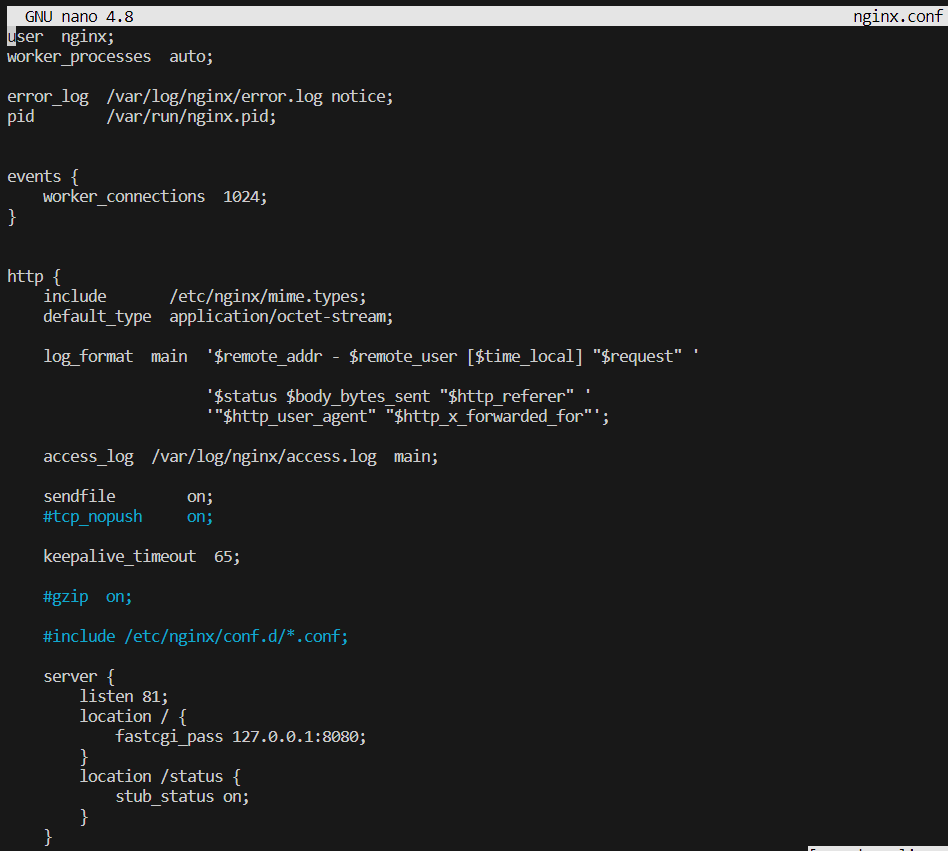 GNU nano 4.8 nginx.conf
user  nginx;
worker_processes  auto;

error_log  /var/log/nginx/error.log notice;
pid        /var/run/nginx.pid;


events {
    worker_connections  1024;
}


http {
    include       /etc/nginx/mime.types;
    default_type  application/octet-stream;

    log_format  main  '$remote_addr - $remote_user [$time_local] "$request" '

                      '$status $body_bytes_sent "$http_referer" '
                      '"$http_user_agent" "$http_x_forwarded_for"';

    access_log  /var/log/nginx/access.log  main;

    sendfile        on;
    #tcp_nopush     on;

    keepalive_timeout  65;

    #gzip  on;

    #include /etc/nginx/conf.d/*.conf;

    server {
        listen 81;
        location / {
            fastcgi_pass 127.0.0.1:8080;
        }
        location /status {
            stub_status on;
        }
    }